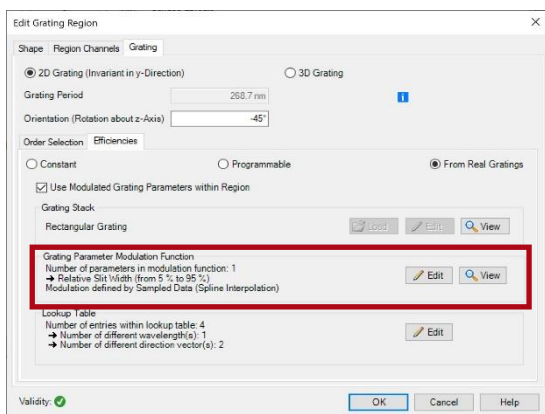 Edit Grating Region
Shape Region Channels Grating
2D Grating (Invariant in y-Direction) 3D Grating
Grating Period 268.7 nm
Orientation (Rotation about z-Axis) -45°
Order Selection Efficiencies
Constant Programmable From Real Gratings
Use Modulated Grating Parameters within Region
Grating Stack
Rectangular Grating Load Edit View
Grating Parameter Modulation Function
Number of parameters in modulation function: 1
➔ Relative Slit Width (from 5 % to 95 %)
Modulation defined by Sampled Data (Spline Interpolation)
Edit View
Lookup Table
Number of entries within lookup table: 4
➔ Number of different wavelength(s): 1
➔ Number of different direction vector(s): 2
Edit
Validity: OK Cancel Help